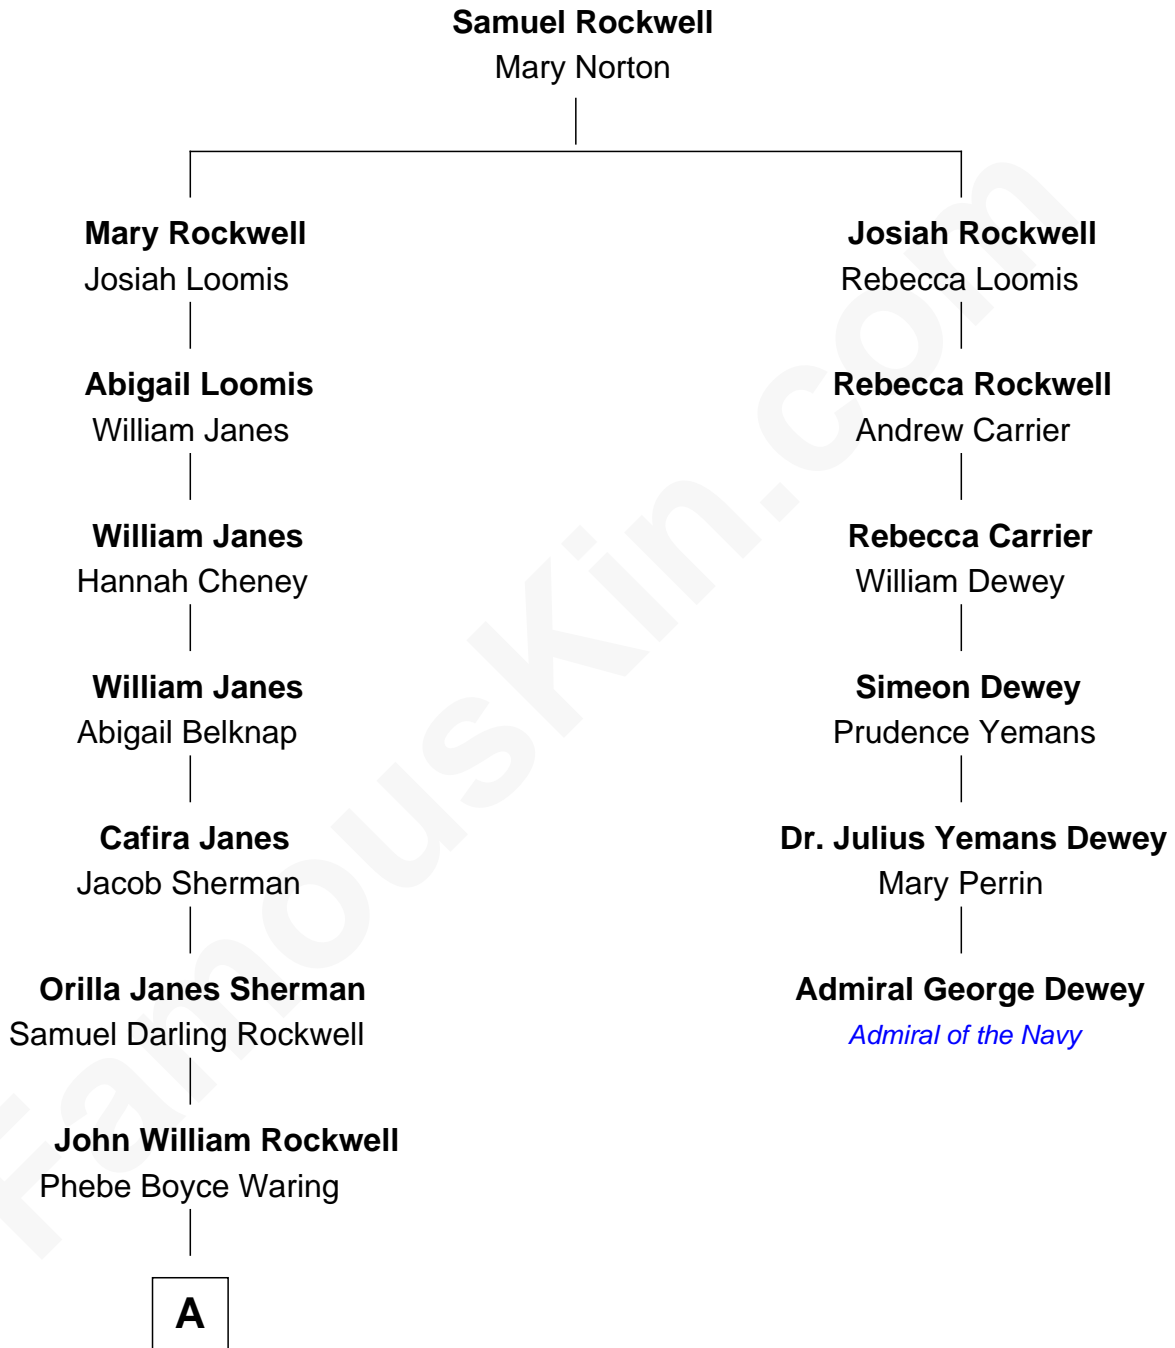 Samuel Rockwell
Mary Norton
Mary Rockwell
Josiah Loomis
Josiah Rockwell
Rebecca Loomis
Abigail Loomis
William Janes
Rebecca Rockwell
Andrew Carrier
William Janes
Hannah Cheney
Rebecca Carrier
William Dewey
William Janes
Abigail Belknap
Simeon Dewey
Prudence Yemans
Cafira Janes
Jacob Sherman
Dr. Julius Yemans Dewey
Mary Perrin
Orilla Janes Sherman
Samuel Darling Rockwell
Admiral George Dewey
Admiral of the Navy
John William Rockwell
Phebe Boyce Waring
A
FamousKin.com